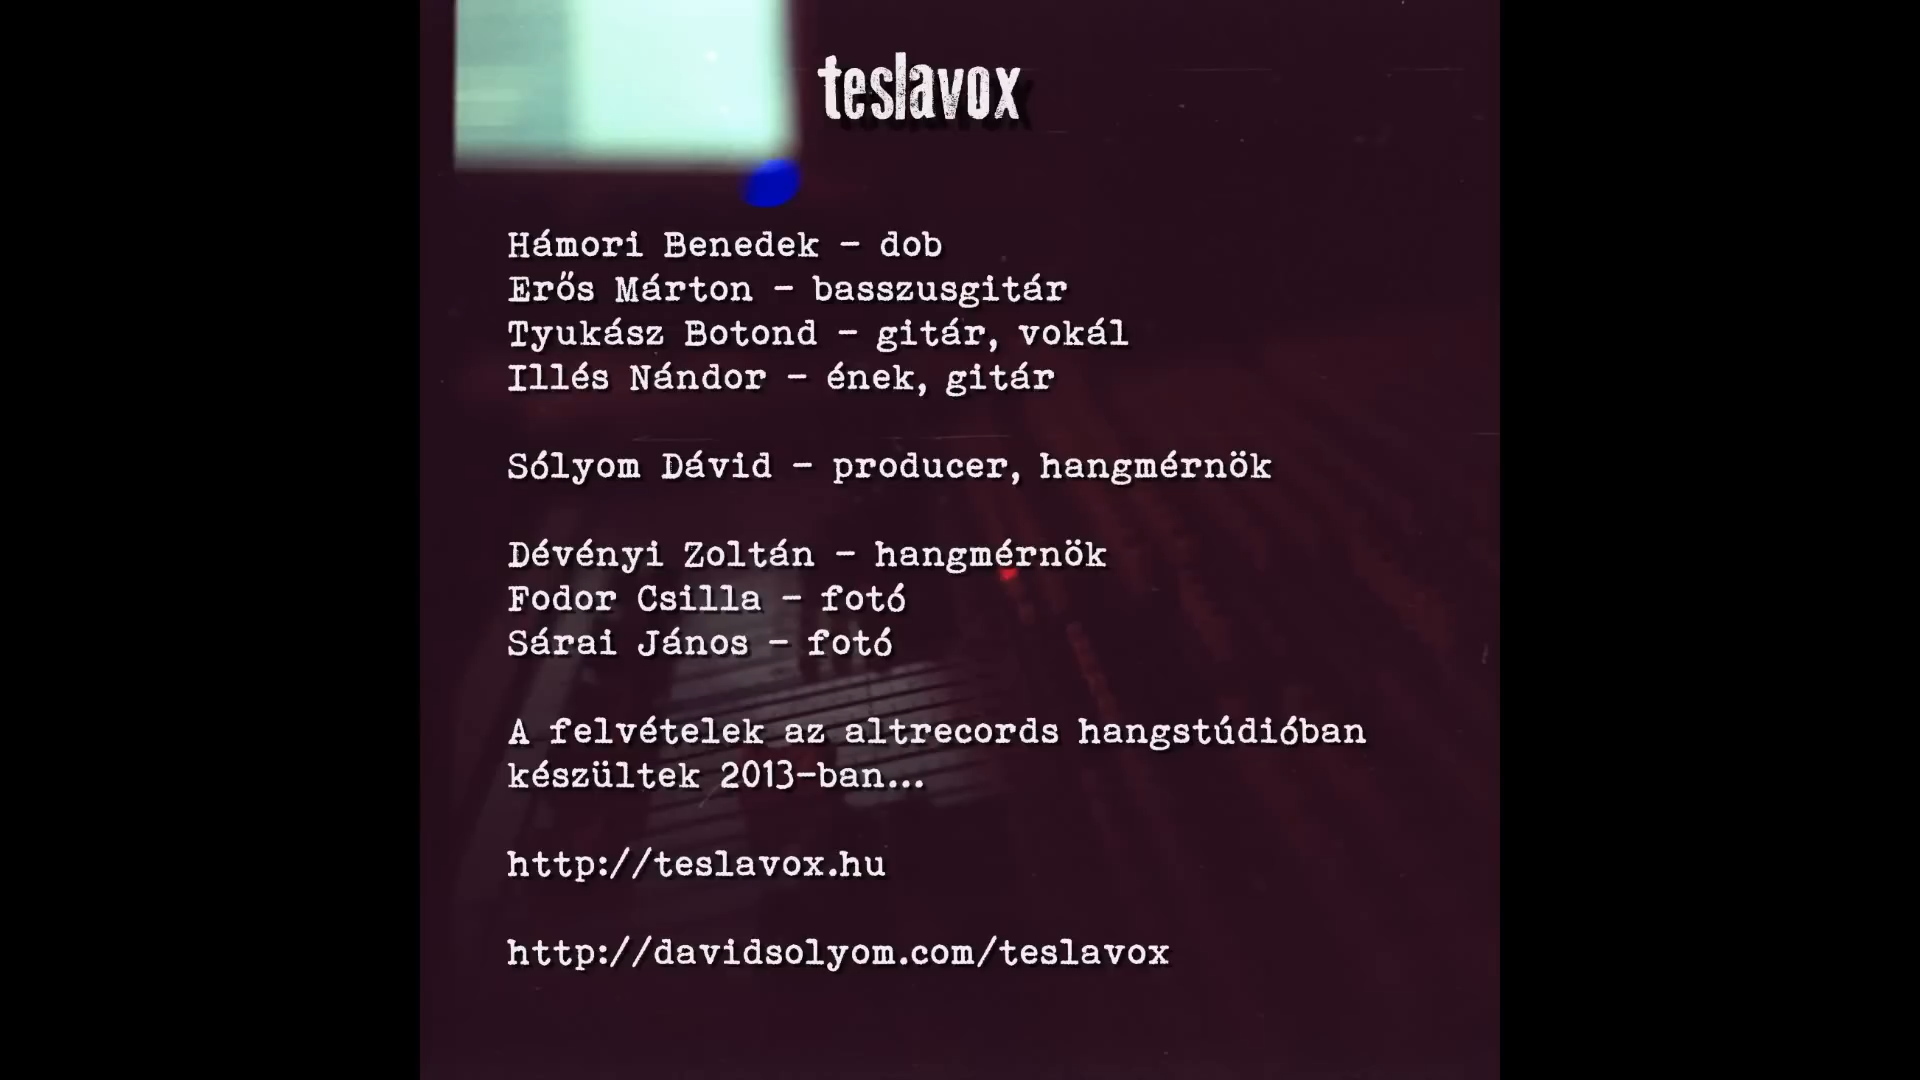 teslavox
Hámori Benedek – dob
Erős Márton – basszusgitár
Tyukász Botond – gitár, vokál
Illés Nándor – ének, gitár
Sólyom Dávid – producer, hangmérnök
Dévényi Zoltán – hangmérnök
Fodor Csilla – fotó
Sárai János – fotó
A felvételek az altrecords hangstúdióban
készültek 2013-ban...
http://teslavox.hu
http://davidsolyom.com/teslavox